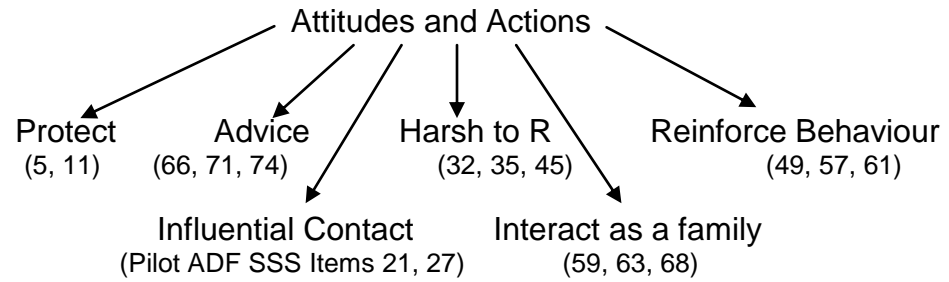 Attitudes and Actions
Protect Advice Harsh to R Reinforce Behaviour
(5, 11) (66, 71, 74) (32, 35, 45) (49, 57, 61)
Influential Contact Interact as a family
(Pilot ADF SSS Items 21, 27) (59, 63, 68)